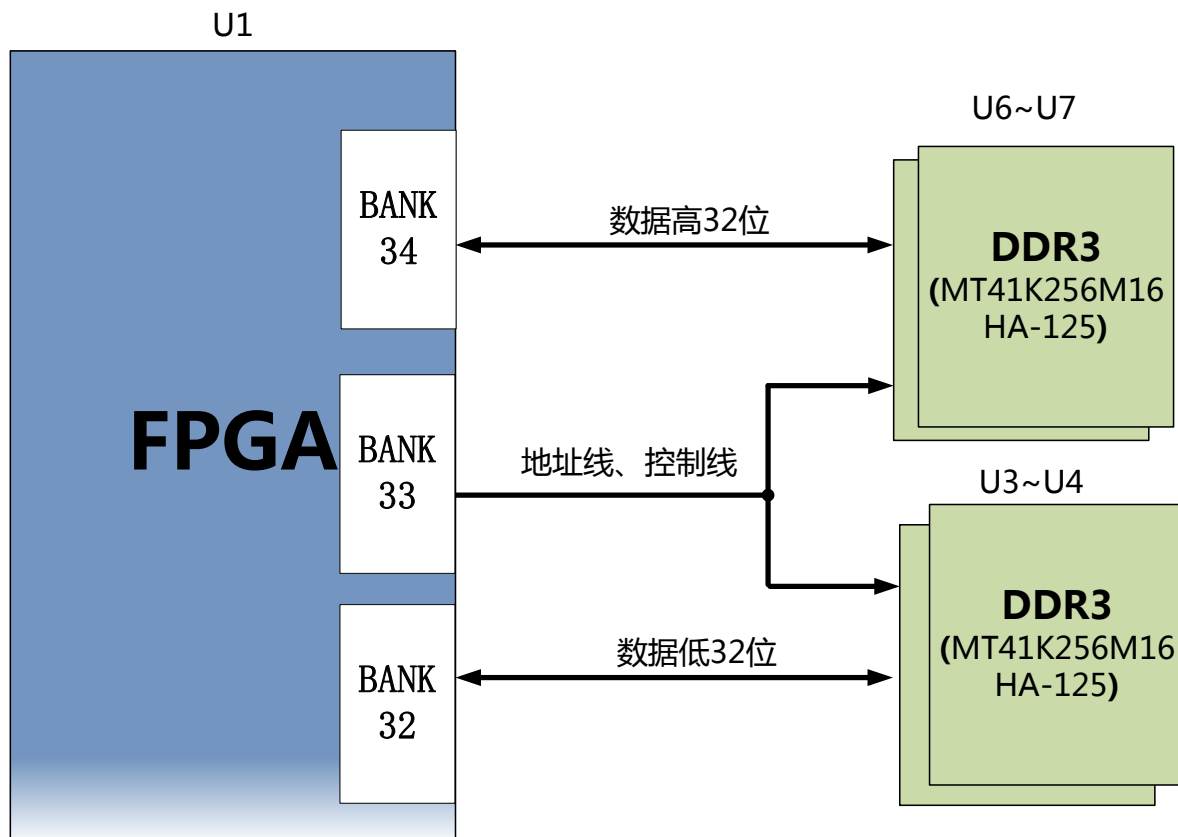 U1
U6~U7
BANK
34
数据高32位
DDR3
(MT41K256M16
HA-125)
FPGA
BANK
33
地址线、控制线
U3~U4
BANK
32
数据低32位
DDR3
(MT41K256M16
HA-125)